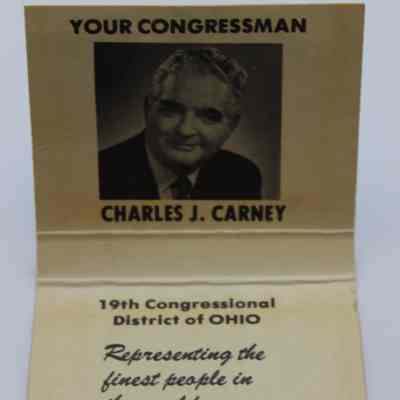 YOUR CONGRESSMAN
CHARLES J. CARNEY
19th Congressional
District of OHIO
Representing the
finest people in